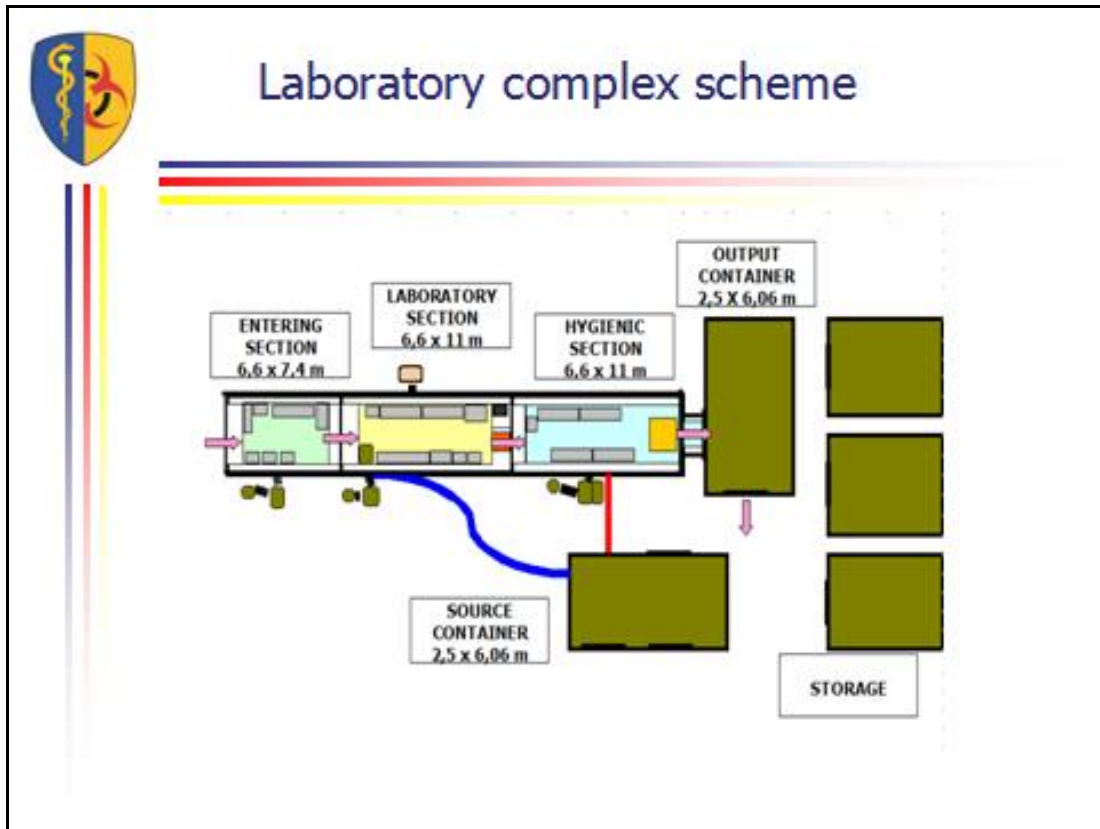 Laboratory complex scheme
OUTPUT
CONTAINER
2,5 X 6,06 m
LABORATORY
SECTION
6,6 x 11 m
ENTERING
SECTION
6,6 x 7,4 m
HYGIENIC
SECTION
6,6 x 11 m
SOURCE
CONTAINER
2,5 x 6,06 m
STORAGE